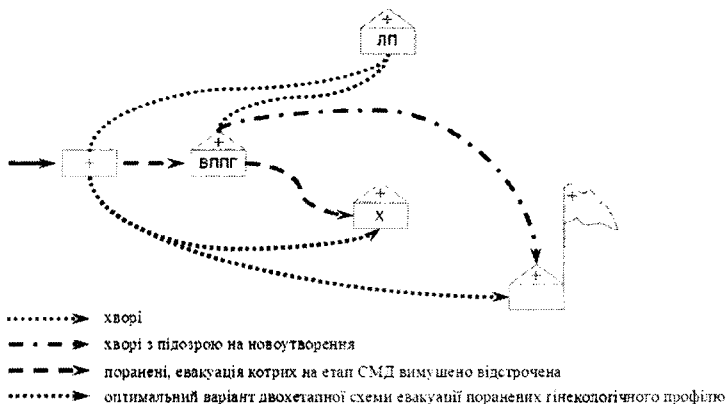 ЛП
ВППГ
Х
хворі
хворі з підозрою на новоутворення
поранені, евакуація котрих на етап СМД вимушено відстрочена
оптимальний варіант двохетапної схеми евакуації поранених гінекологічного профілю